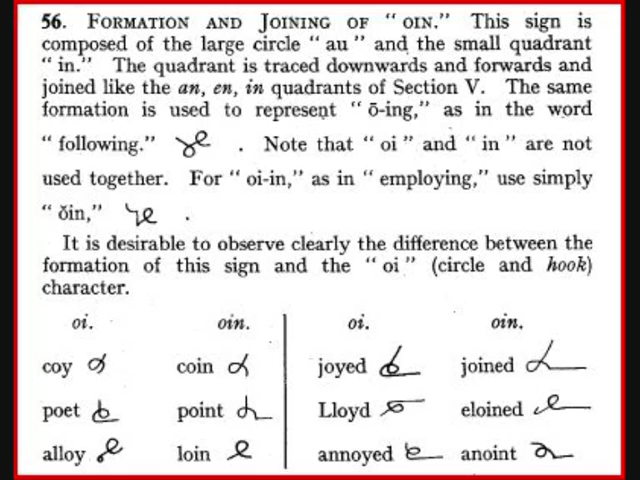 56. FORMATION AND JOINING OF " OIN." This sign is
composed of the large circle " au " and the small quadrant
" in." The quadrant is traced downwards and forwards and
joined like the an, en, in quadrants of Section V. The same
formation is used to represent " ō-ing," as in the word
" following." . Note that " oi " and " in " are not
used together. For " oi-in," as in " employing," use simply
" ŏin," .
It is desirable to observe clearly the difference between the
formation of this sign and the " oi " (circle and hook)
character.
oi. oin. oi. oin.
coy coin joyed joined
poet point Lloyd eloined
alloy loin annoyed anoint